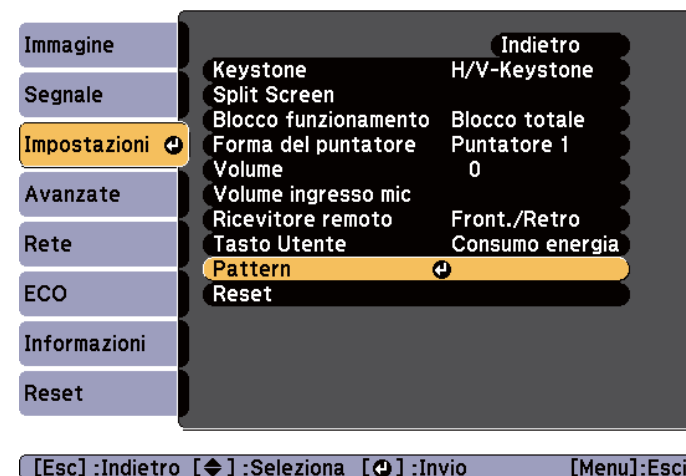 Immagine
Segnale
Impostazioni
Avanzate
Rete
ECO
Informazioni
Reset
Indietro
Keystone H/V-Keystone
Split Screen
Blocco funzionamento Blocco totale
Forma del puntatore Puntatore 1
Volume 0
Volume ingresso mic
Ricevitore remoto Front./Retro
Tasto Utente Consumo energia
Pattern
Reset
[Esc] :Indietro [◆] :Seleziona [↵] :Invio [Menu]:Esci